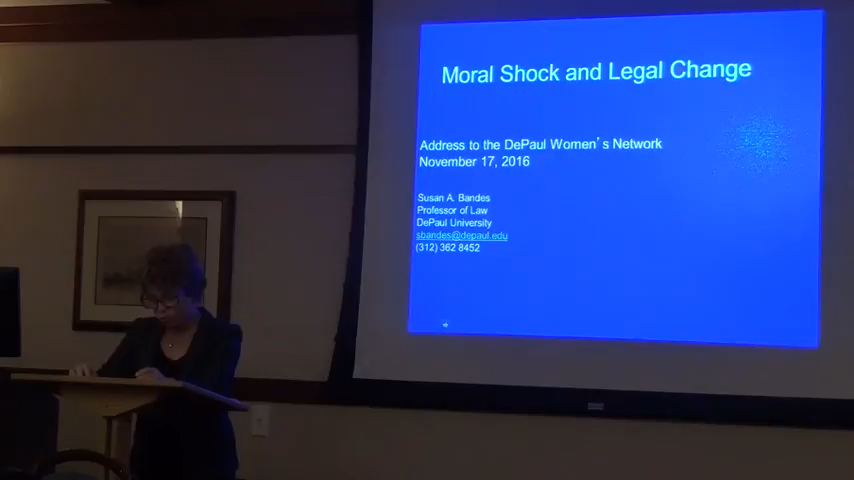 Moral Shock and Legal Change
Address to the DePaul Women's Network
November 17, 2016
Susan A. Bandes
Professor of Law
DePaul University
sbandes@depaul.edu
(312) 362 8452